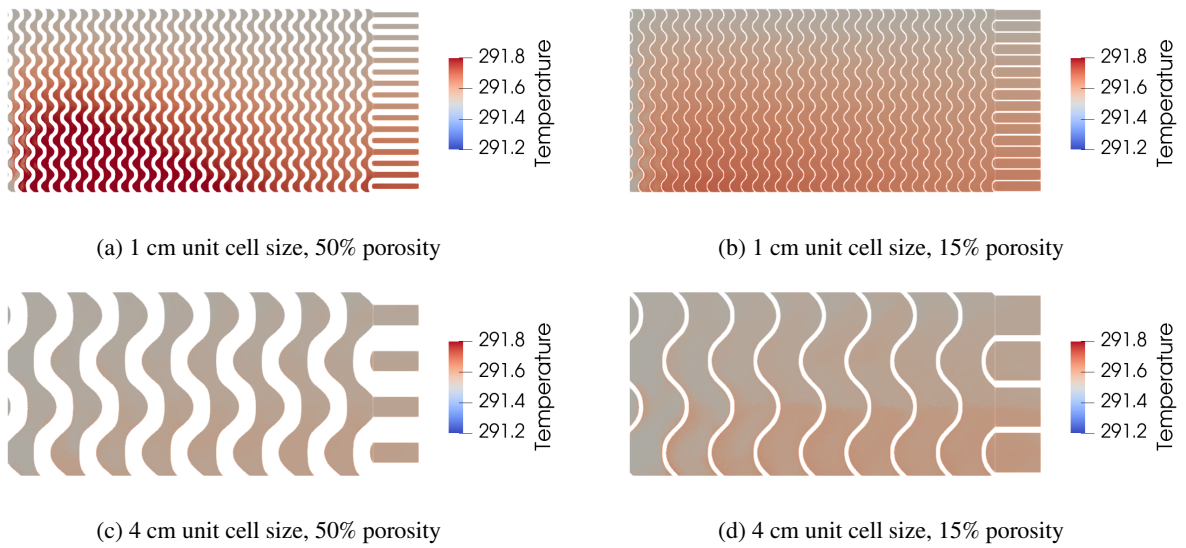 291.8
291.6
291.4
291.2
Temperature
291.8
291.6
291.4
291.2
Temperature
(a) 1 cm unit cell size, 50% porosity
(b) 1 cm unit cell size, 15% porosity
291.8
291.6
291.4
291.2
Temperature
291.8
291.6
291.4
291.2
Temperature
(c) 4 cm unit cell size, 50% porosity
(d) 4 cm unit cell size, 15% porosity